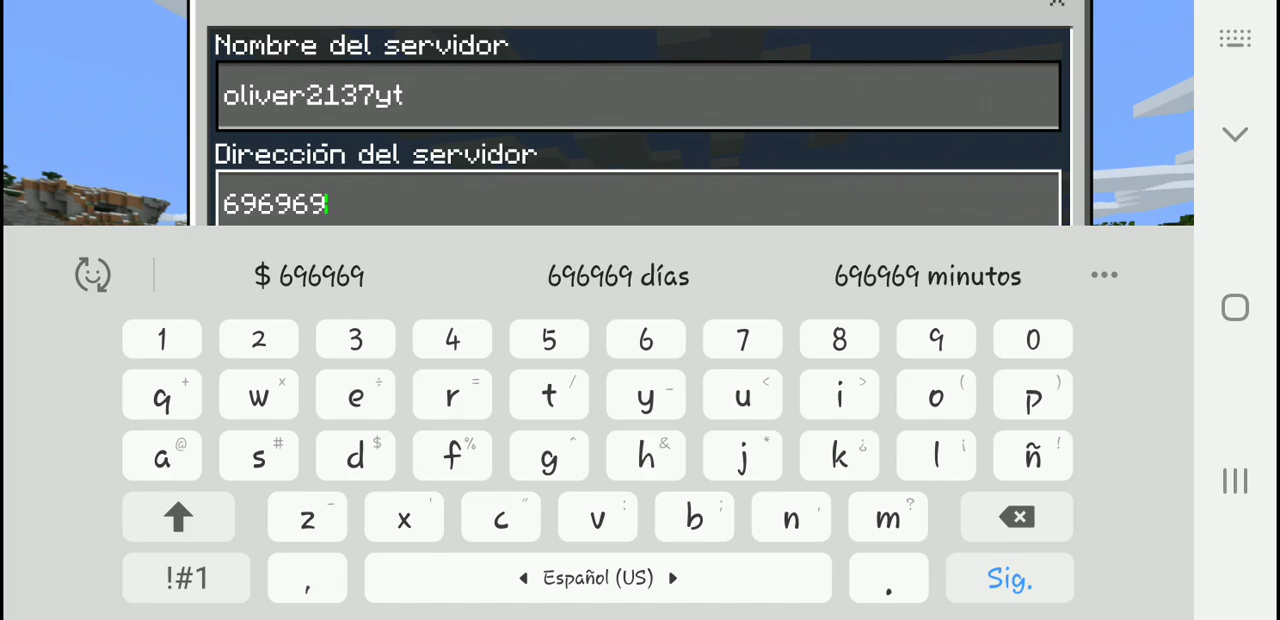 Nombre del servidor
oliver2137yt
Dirección del servidor
696969
$ 696969 696969 días 696969 minutos
1 2 3 4 5 6 7 8 9 0
q + w x e ÷ r = t / y _ u < i > o ( p )
a @ s # d $ f % g ^ h & j * k ¿ l ¡ ñ !
z - x ' c " v : b ; n , m ?
!#1 , Español (US) . Sig.